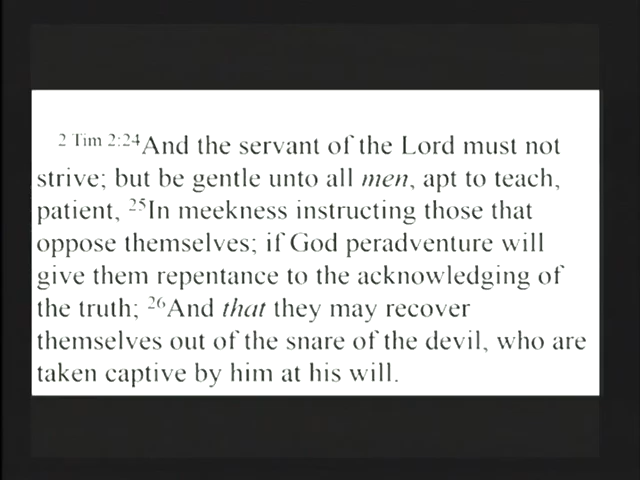 2 Tim 2:24And the servant of the Lord must not
strive; but be gentle unto all men, apt to teach,
patient, 25In meekness instructing those that
oppose themselves; if God peradventure will
give them repentance to the acknowledging of
the truth; 26And that they may recover
themselves out of the snare of the devil, who are
taken captive by him at his will.